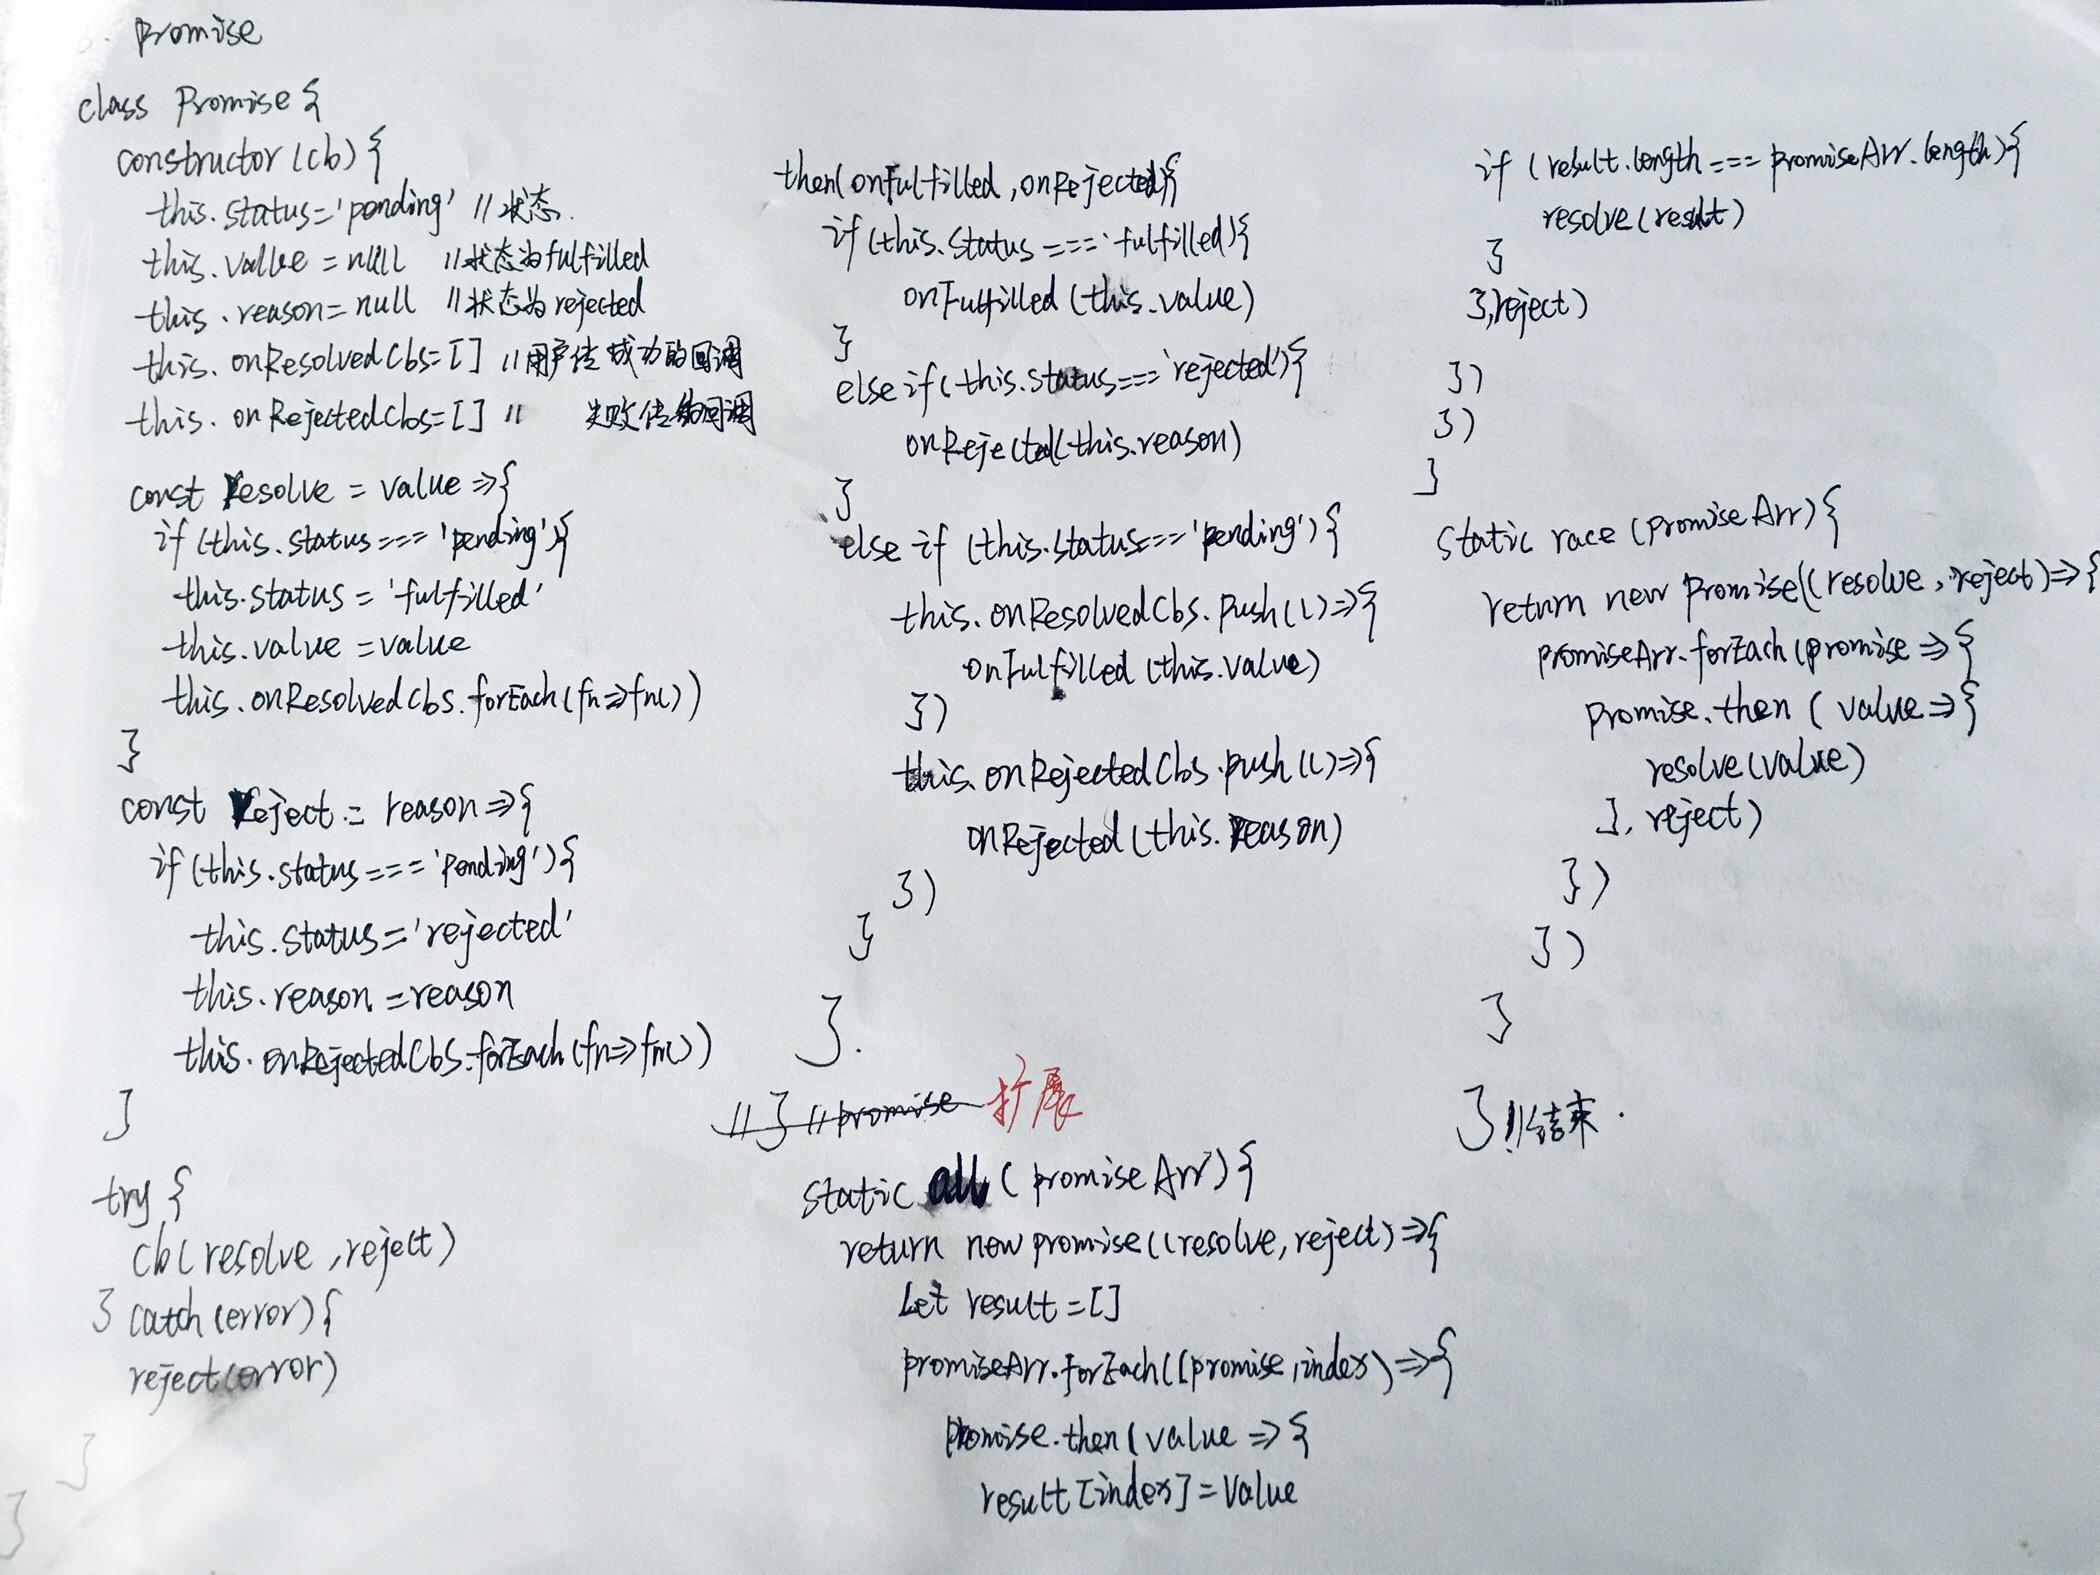 Promise
class Promise {
constructor (cb) {
this.status='pending' //状态.
this.value = null //状态为fulfilled
this.reason= null //状态为rejected
this.onResolvedCbs=[] //用户传成功的回调
this.onRejectedCbs=[] // 失败传的回调
const resolve = value =>{
if(this.status === 'pending'){
this.status = 'fulfilled'
this.value = value
this.onResolvedCbs.forEach(fn=>fn())
}
const reject = reason =>{
if(this.status === 'pending'){
this.status='rejected'
this.reason = reason
this.onRejectedCbs.forEach(fn=>fn())
}
try {
cb(resolve ,reject)
} catch(error){
reject(error)
}
}
then(onFulfilled ,onRejected){
if(this.status === 'fulfilled){
onFulfilled (this.value)
}
else if(this.status === 'rejected'){
onRejected(this.reason)
}
else if (this.status=== 'pending'){
this.onResolvedCbs.push(()=>{
onFulfilled (this.value)
})
this.onRejectedCbs.push(()=>{
onRejected(this.reason)
})
}
}.
// } //promise 扩展
static all( promiseArr){
return new promise((resolve,reject)=>{
Let result = []
promiseArr.forEach((promise,index)=>{
promise.then(value =>{
result[index] = value
if (result.length === promiseArr.length){
resolve(result)
}
},reject)
})
})
}
static race (promiseArr){
return new Promise((resolve, reject)=>{
promiseArr.forEach(promise =>{
promise.then( value =>{
resolve(value)
}, reject)
})
})
}
} //结束.